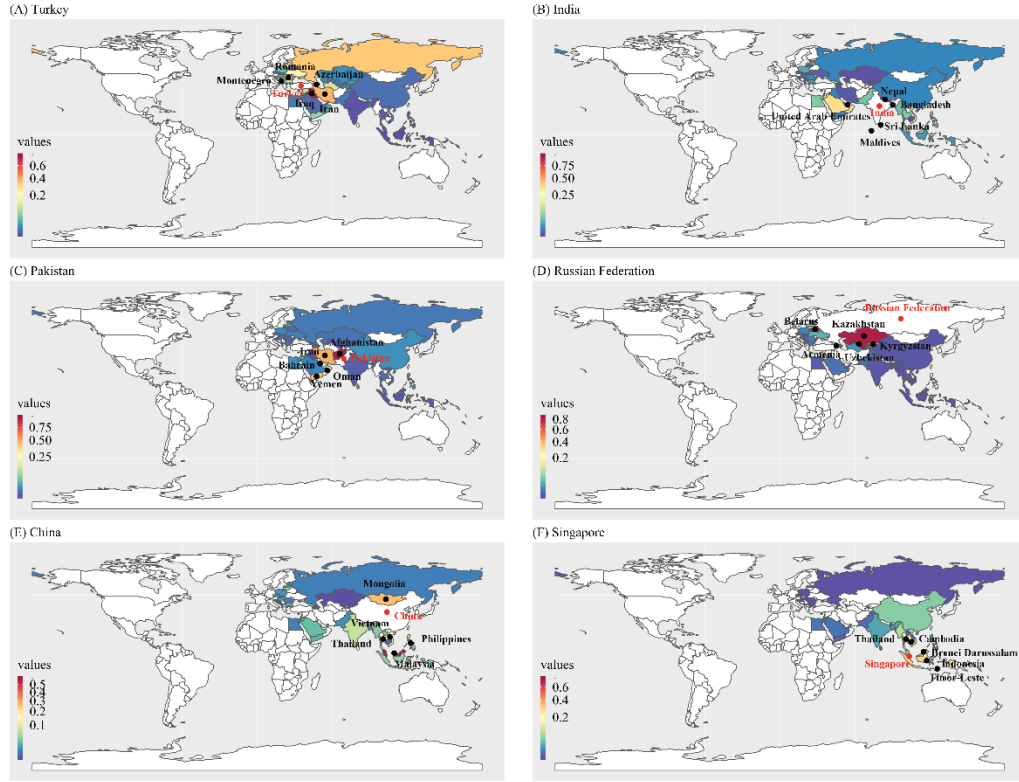 (A) Turkey
Romania
Montenegro
Azerbaijan
Turkey
Iraq
Iran
values
0.6
0.4
0.2
(B) India
Nepal
Bangladesh
United Arab Emirates
India
Sri Lanka
Maldives
values
0.75
0.50
0.25
(C) Pakistan
Afghanistan
Iran
Pakistan
Bahrain
Oman
Yemen
values
0.75
0.50
0.25
(D) Russian Federation
Russian Federation
Belarus
Kazakhstan
Kyrgyzstan
Armenia
Uzbekistan
values
0.8
0.6
0.4
0.2
(E) China
Mongolia
China
Vietnam
Philippines
Thailand
Malaysia
values
0.5
0.4
0.3
0.2
0.1
(F) Singapore
Thailand
Cambodia
Brunei Darussalam
Singapore
Indonesia
Timor-Leste
values
0.6
0.4
0.2